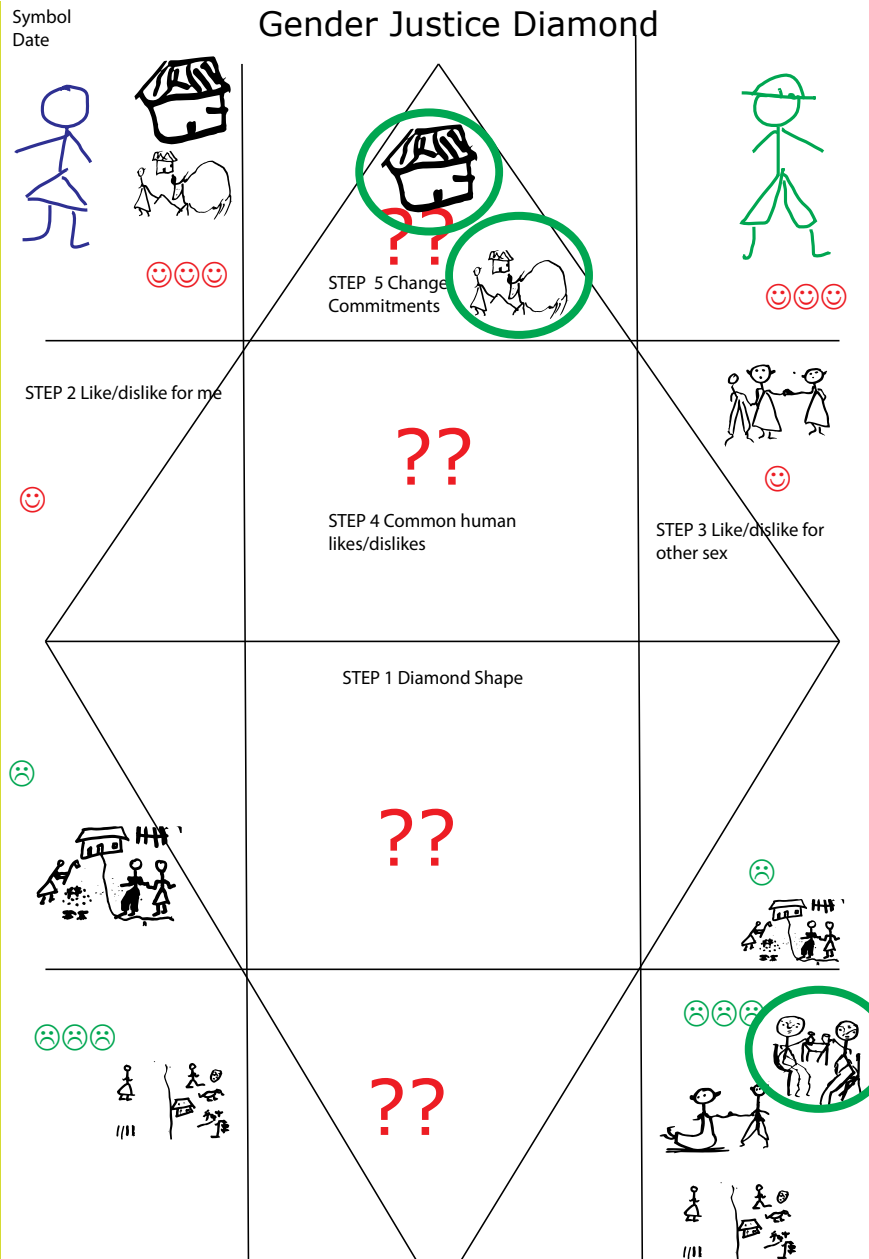 Symbol
Date
Gender Justice Diamond
??
STEP 5 Change
Commitments
STEP 2 Like/dislike for me
??
STEP 4 Common human
likes/dislikes
STEP 3 Like/dislike for
other sex
STEP 1 Diamond Shape
??
??